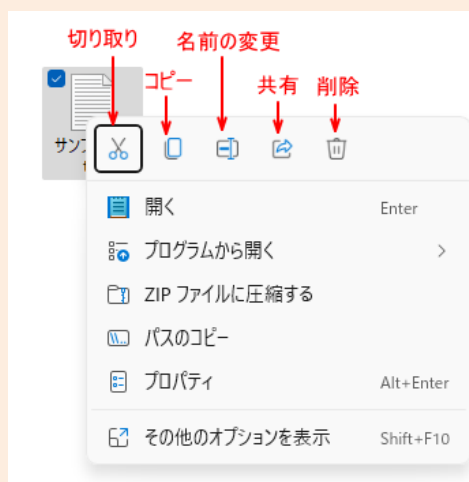 切り取り
名前の変更
コピー
共有
削除
サンプ
開く Enter
プログラムから開く
ZIP ファイルに圧縮する
パスのコピー
プロパティ Alt+Enter
その他のオプションを表示 Shift+F10